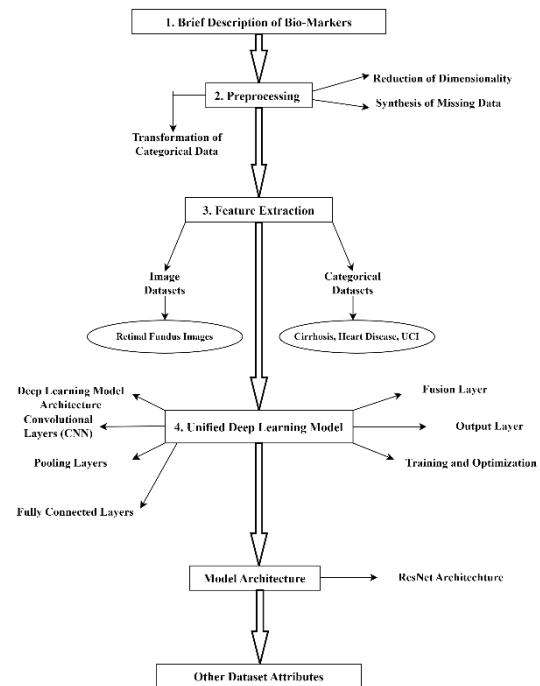 1. Brief Description of Bio-Markers
Reduction of Dimensionality
2. Preprocessing
Synthesis of Missing Data
Transformation of
Categorical Data
3. Feature Extraction
Image
Datasets
Categorical
Datasets
Retinal Fundus Images
Cirrhosis, Heart Disease, UCI
Deep Learning Model
Architecture
Convolutional
Layers (CNN)
Pooling Layers
Fully Connected Layers
4. Unified Deep Learning Model
Fusion Layer
Output Layer
Training and Optimization
Model Architecture
ResNet Architechture
Other Dataset Attributes